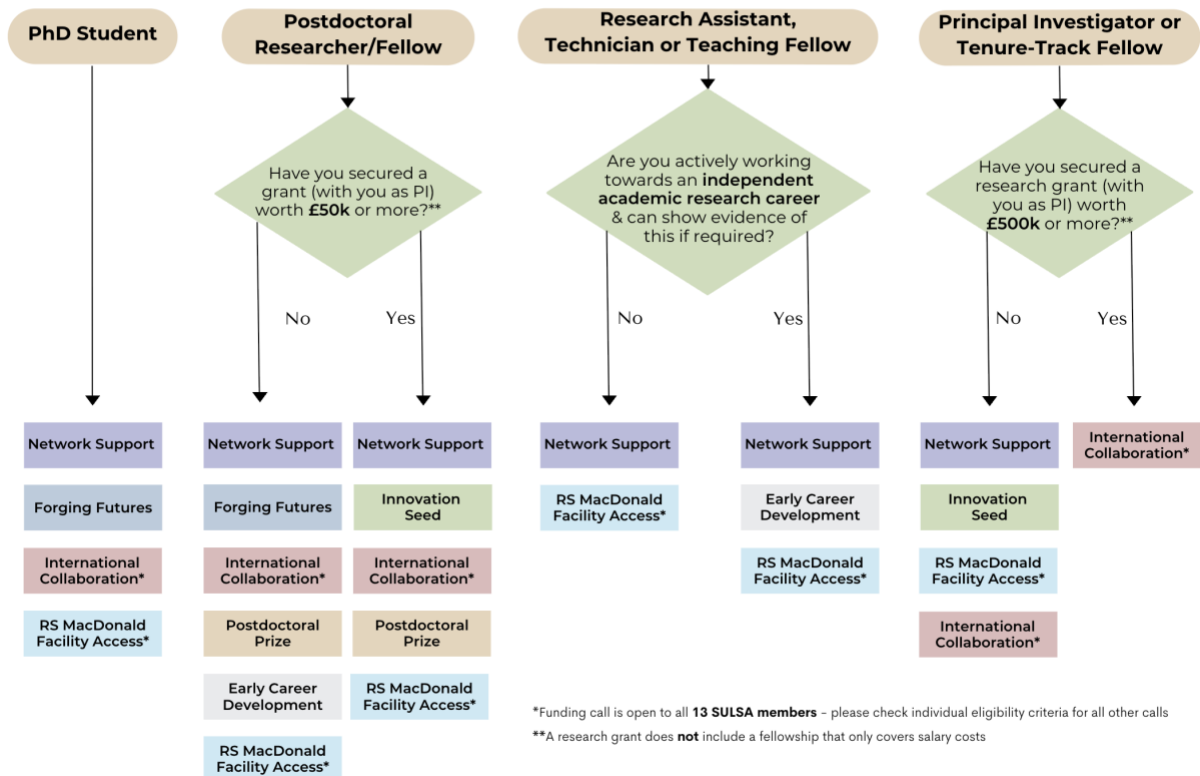 PhD Student
Postdoctoral
Researcher/Fellow
Research Assistant,
Technician or Teaching Fellow
Principal Investigator or
Tenure-Track Fellow
Have you secured a
grant (with you as PI)
worth £50k or more?**
Are you actively working
towards an independent
academic research career
& can show evidence of
this if required?
Have you secured a
research grant (with
you as PI) worth
£500k or more?**
No
Yes
No
Yes
No
Yes
Network Support
Forging Futures
International
Collaboration*
RS MacDonald
Facility Access*
Network Support
Forging Futures
International
Collaboration*
Postdoctoral
Prize
Early Career
Development
RS MacDonald
Facility Access*
Network Support
Innovation
Seed
International
Collaboration*
Postdoctoral
Prize
RS MacDonald
Facility Access*
Network Support
RS MacDonald
Facility Access*
Network Support
Early Career
Development
RS MacDonald
Facility Access*
Network Support
Innovation
Seed
RS MacDonald
Facility Access*
International
Collaboration*
International
Collaboration*
*Funding call is open to all 13 SULSA members - please check individual eligibility criteria for all other calls
**A research grant does not include a fellowship that only covers salary costs